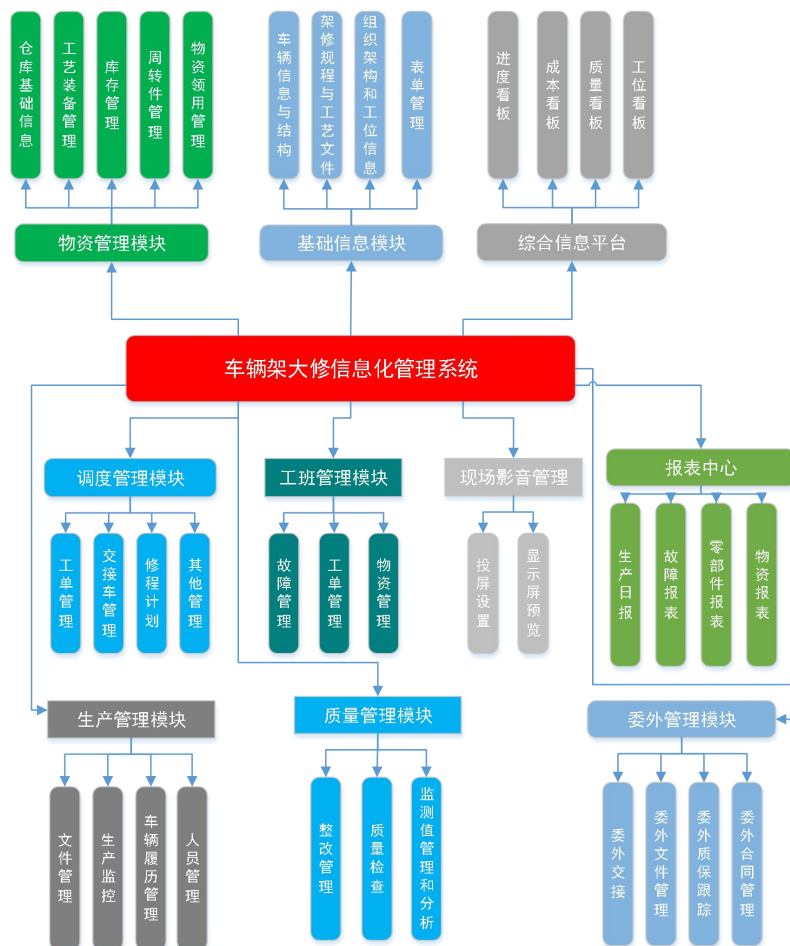 仓库基础信息
工艺装备管理
库存管理
周转件管理
物资领用管理
车辆信息与结构
架修规程与工艺文件
组织架构和工位信息
表单管理
进度看板
成本看板
质量看板
工位看板
物资管理模块
基础信息模块
综合信息平台
车辆架大修信息化管理系统
调度管理模块
工班管理模块
现场影音管理
报表中心
工单管理
交接车管理
修程计划
其他管理
故障管理
工单管理
物资管理
投屏设置
显示屏预览
生产日报
故障报表
零部件报表
物资报表
生产管理模块
质量管理模块
委外管理模块
文件管理
生产监控
车辆履历管理
人员管理
整改管理
质量检查
监测值管理和分析
委外交接
委外文件管理
委外质保跟踪
委外合同管理